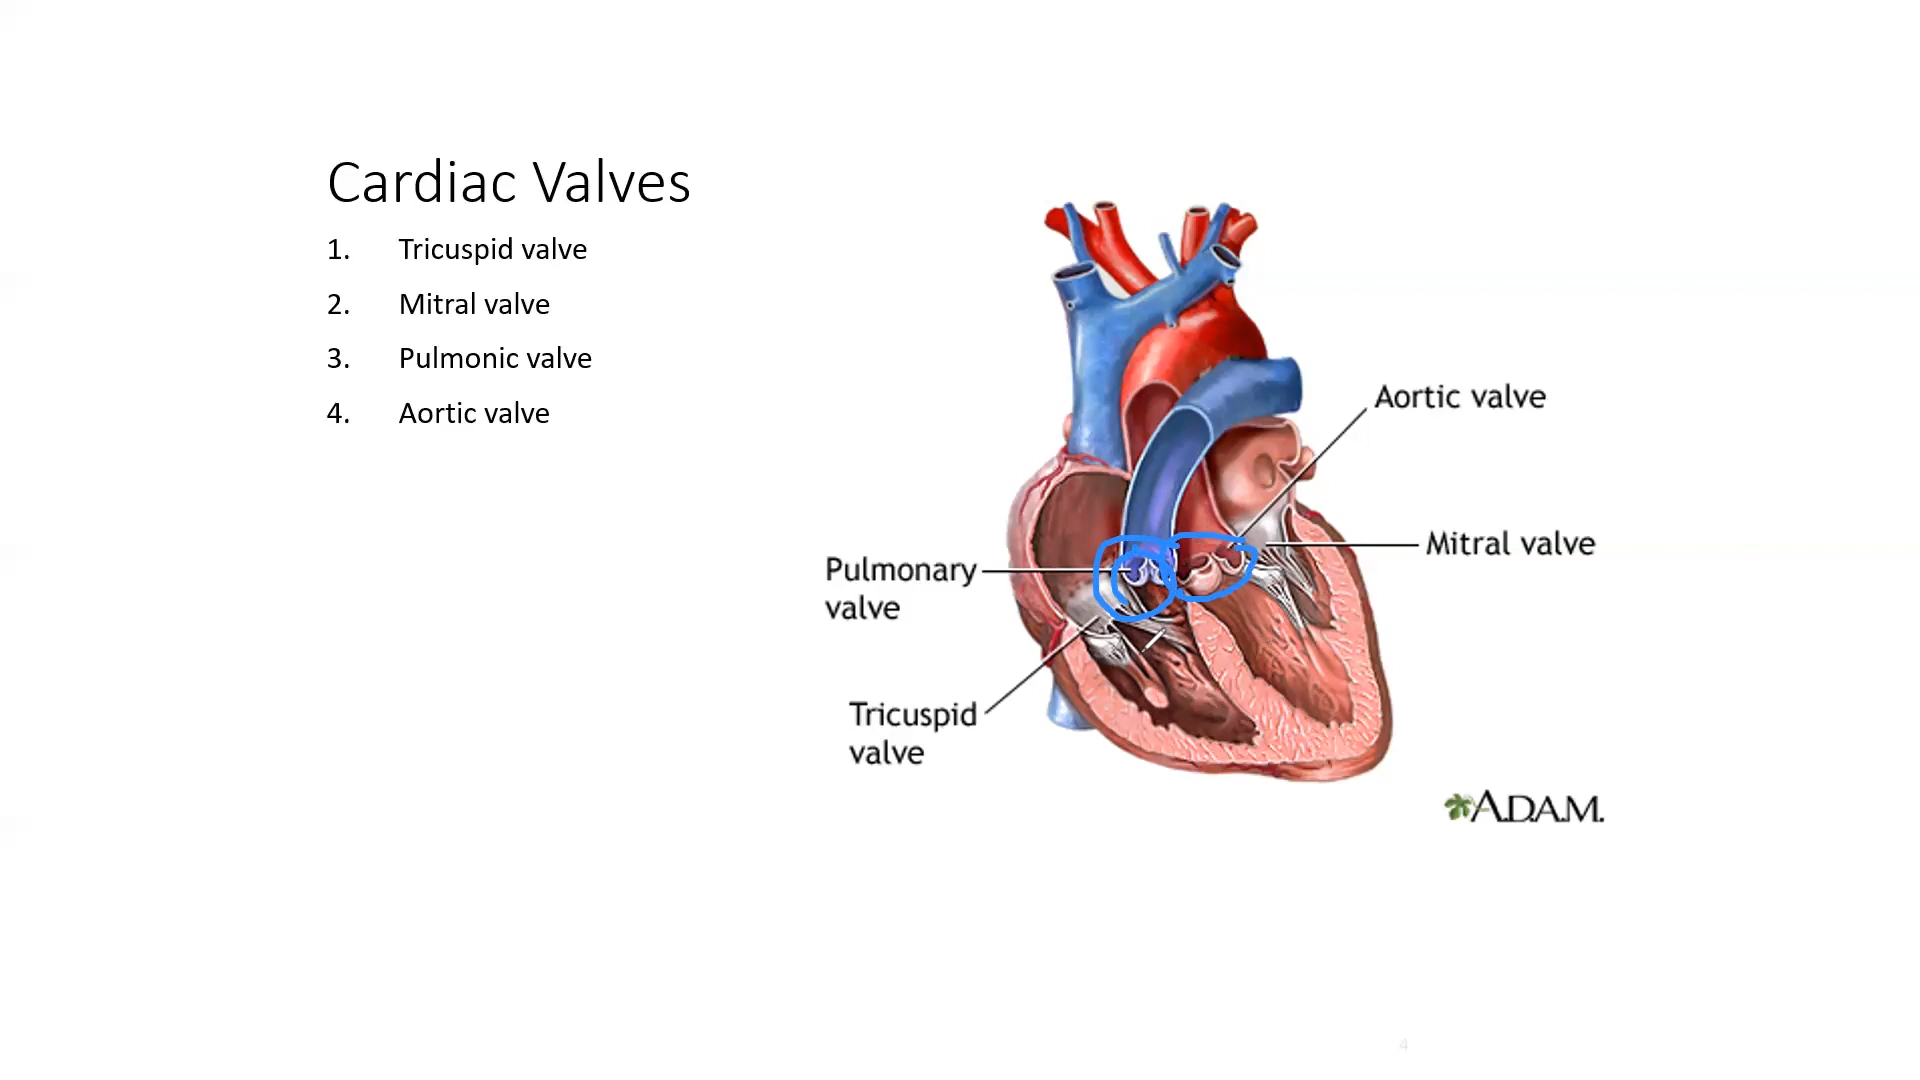 Cardiac Valves
1. Tricuspid valve
2. Mitral valve
3. Pulmonic valve
4. Aortic valve
Aortic valve
Mitral valve
Pulmonary
valve
Tricuspid
valve
A.D.A.M.
4